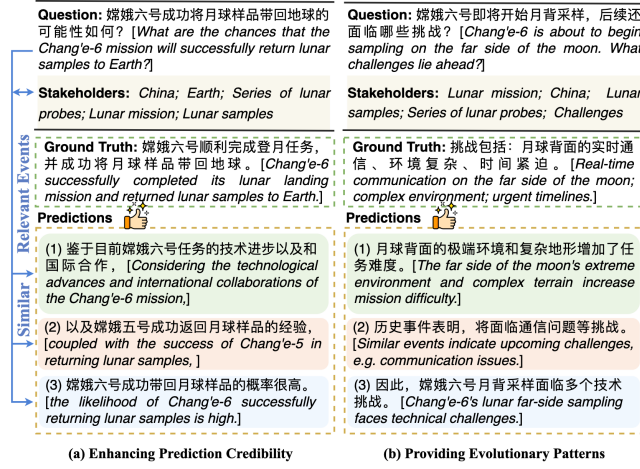 Question: 嫦娥六号成功将月球样品带回地球的
可能性如何? [What are the chances that the
Chang'e-6 mission will successfully return lunar
samples to Earth?]
Stakeholders: China; Earth; Series of lunar
probes; Lunar mission; Lunar samples
Ground Truth: 嫦娥六号顺利完成登月任务,
并成功将月球样品带回地球。[Chang'e-6
successfully completed its lunar landing
mission and returned lunar samples to Earth.]
Predictions
(1) 鉴于目前嫦娥六号任务的技术进步以及和
国际合作，[Considering the technological
advances and international collaborations of
the Chang'e-6 mission,]
(2) 以及嫦娥五号成功返回月球样品的经验，
[coupled with the success of Chang'e-5 in
returning lunar samples, ]
(3) 嫦娥六号成功带回月球样品的概率很高。
[the likelihood of Chang'e-6 successfully
returning lunar samples is high.]
(a) Enhancing Prediction Credibility
Similar Relevant Events
Question: 嫦娥六号即将开始月背采样，后续还
面临哪些挑战? [Chang'e-6 is about to begin
sampling on the far side of the moon. What
challenges lie ahead?]
Stakeholders: Lunar mission; China; Lunar
samples; Series of lunar probes; Challenges
Ground Truth: 挑战包括：月球背面的实时通
信、环境复杂、时间紧迫。[Real-time
communication on the far side of the moon;
complex environment; urgent timelines.]
Predictions
(1) 月球背面的极端环境和复杂地形增加了任
务难度。[The far side of the moon's extreme
environment and complex terrain increase
mission difficulty.]
(2) 历史事件表明，将面临通信问题等挑战。
[Similar events indicate upcoming challenges,
e.g. communication issues.]
(3) 因此，嫦娥六号月背采样面临多个技术
挑战。[Chang'e-6's lunar far-side sampling
faces technical challenges.]
(b) Providing Evolutionary Patterns